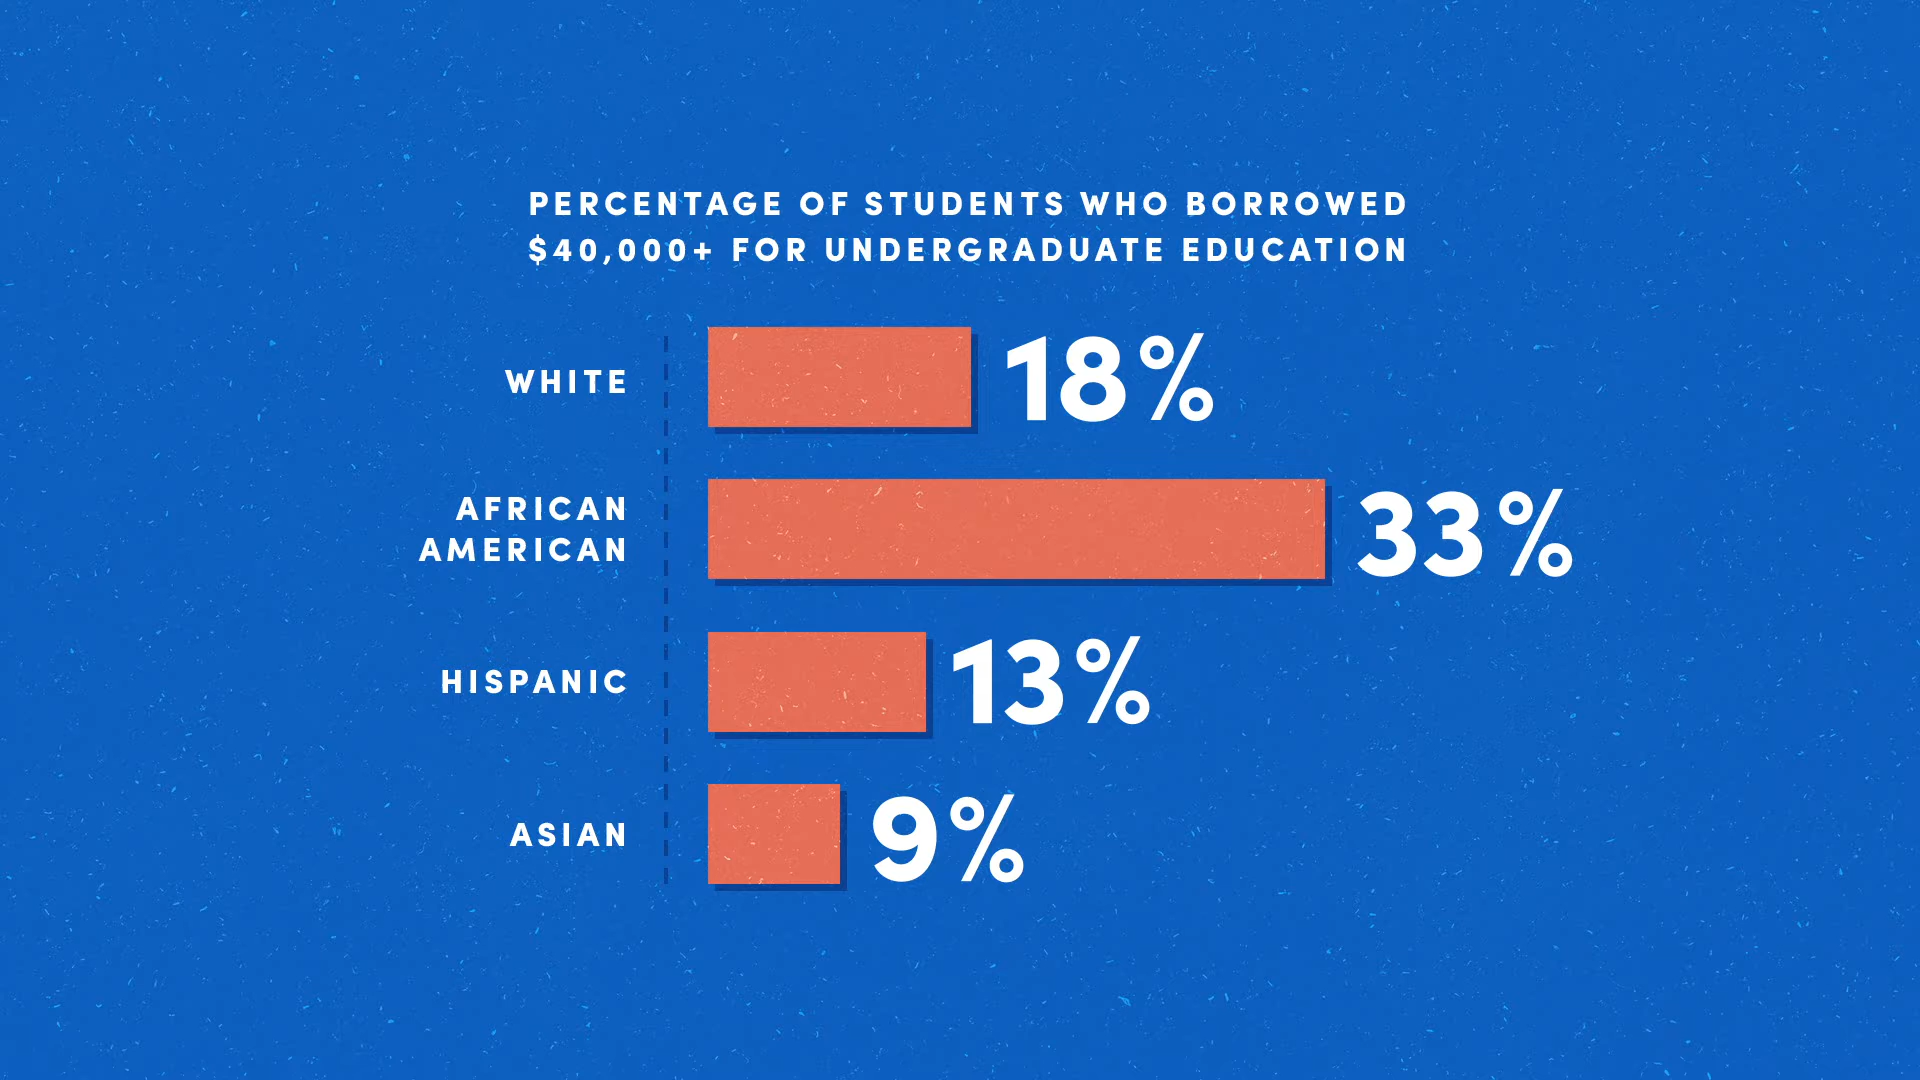 PERCENTAGE OF STUDENTS WHO BORROWED
$40,000+ FOR UNDERGRADUATE EDUCATION
WHITE
18%
AFRICAN
AMERICAN
33%
HISPANIC
13%
ASIAN
9%